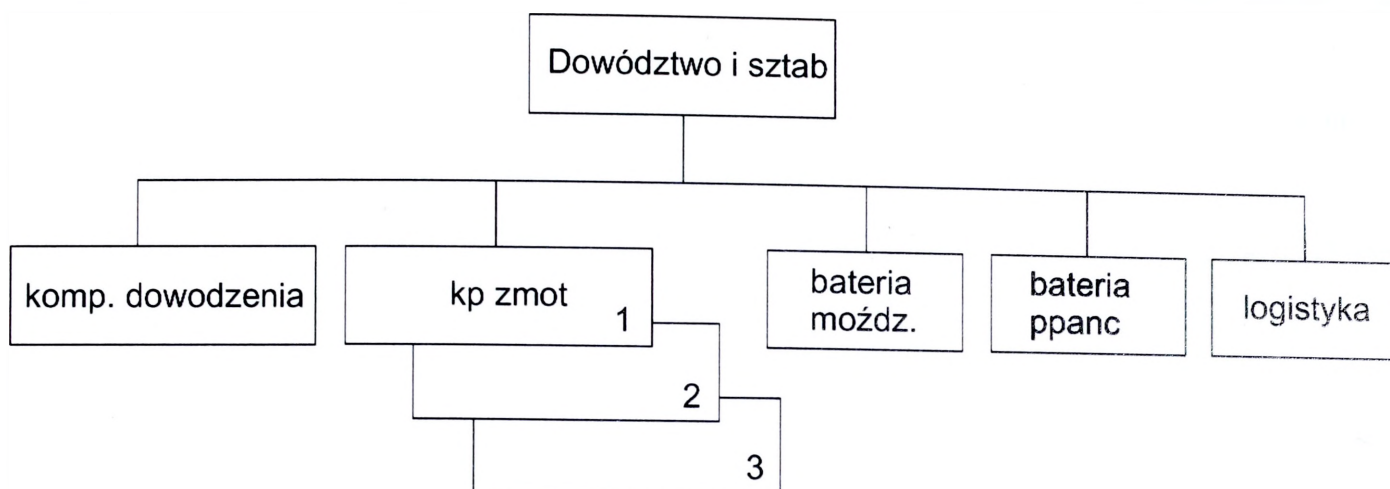 Dowództwo i sztab
komp. dowodzenia
kp zmot
1
2
3
bateria
moździ.
bateria
ppanc
logistyka